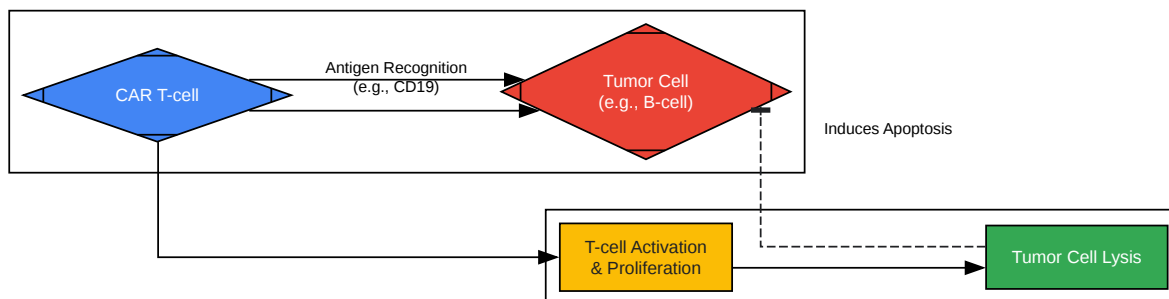 CAR T-cell
Antigen Recognition
(e.g., CD19)
Tumor Cell
(e.g., B-cell)
Induces Apoptosis
T-cell Activation
& Proliferation
Tumor Cell Lysis